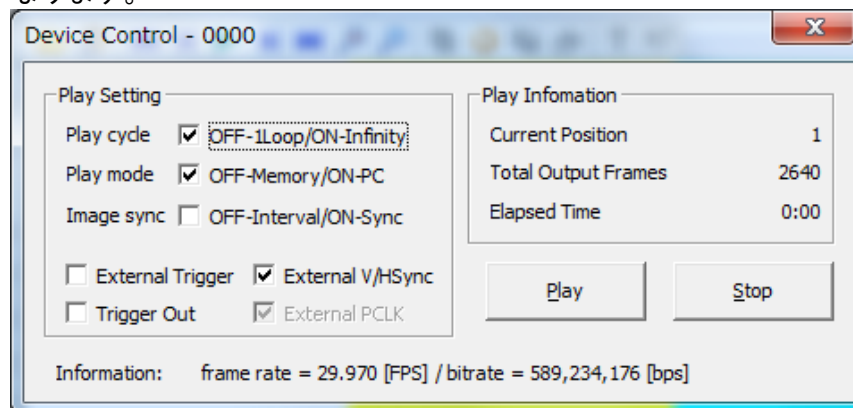 Device Control - 0000
Play Setting
Play cycle OFF-1Loop/ON-Infinity
Play mode OFF-Memory/ON-PC
Image sync OFF-Interval/ON-Sync
External Trigger External V/HSync
Trigger Out External PCLK
Play Infomation
Current Position 1
Total Output Frames 2640
Elapsed Time 0:00
Play Stop
Information: frame rate = 29.970 [FPS] / bitrate = 589,234,176 [bps]